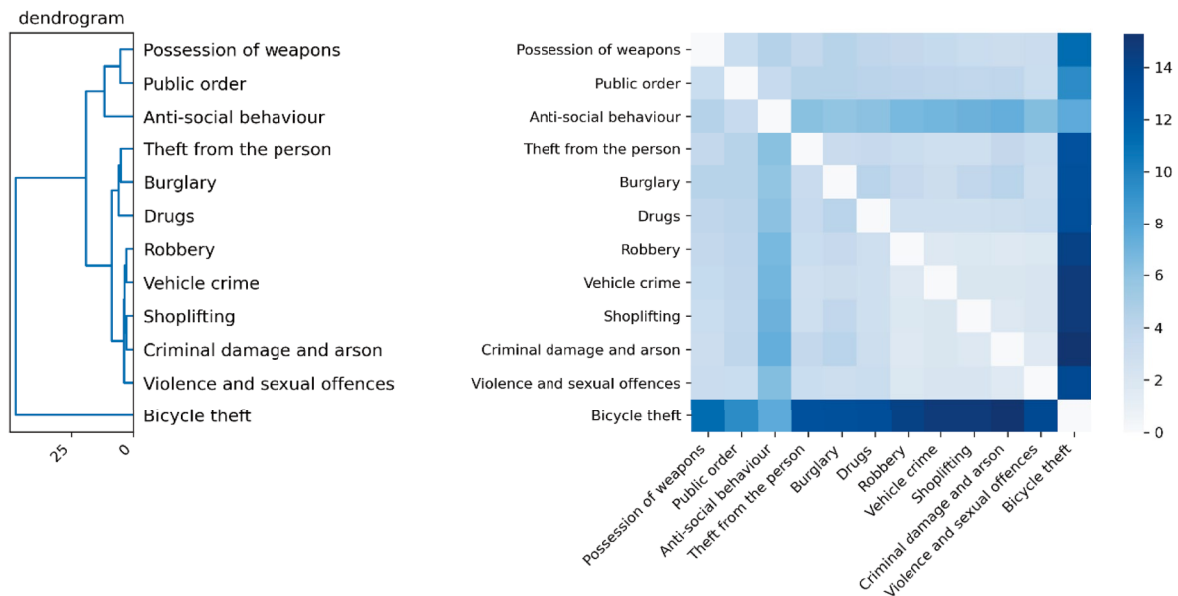 dendrogram
Possession of weapons
Public order
Anti-social behaviour
Theft from the person
Burglary
Drugs
Robbery
Vehicle crime
Shoplifting
Criminal damage and arson
Violence and sexual offences
Bicycle theft
25
0
Possession of weapons
Public order
Anti-social behaviour
Theft from the person
Burglary
Drugs
Robbery
Vehicle crime
Shoplifting
Criminal damage and arson
Violence and sexual offences
Bicycle theft
Possession of weapons
Public order
Anti-social behaviour
Theft from the person
Burglary
Drugs
Robbery
Vehicle crime
Shoplifting
Criminal damage and arson
Violence and sexual offences
Bicycle theft
14
12
10
8
6
4
2
0